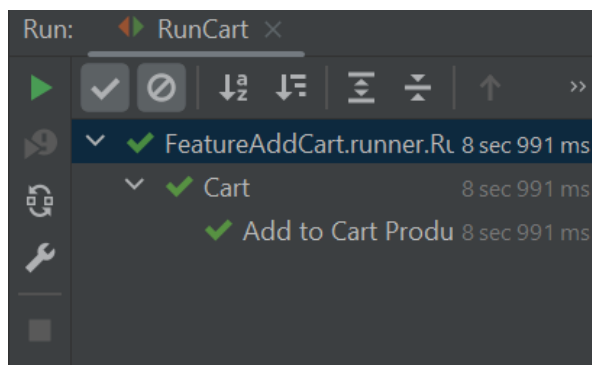 Run: RunCart
FeatureAddCart.runner.Ru 8 sec 991 ms
Cart 8 sec 991 ms
Add to Cart Produ 8 sec 991 ms